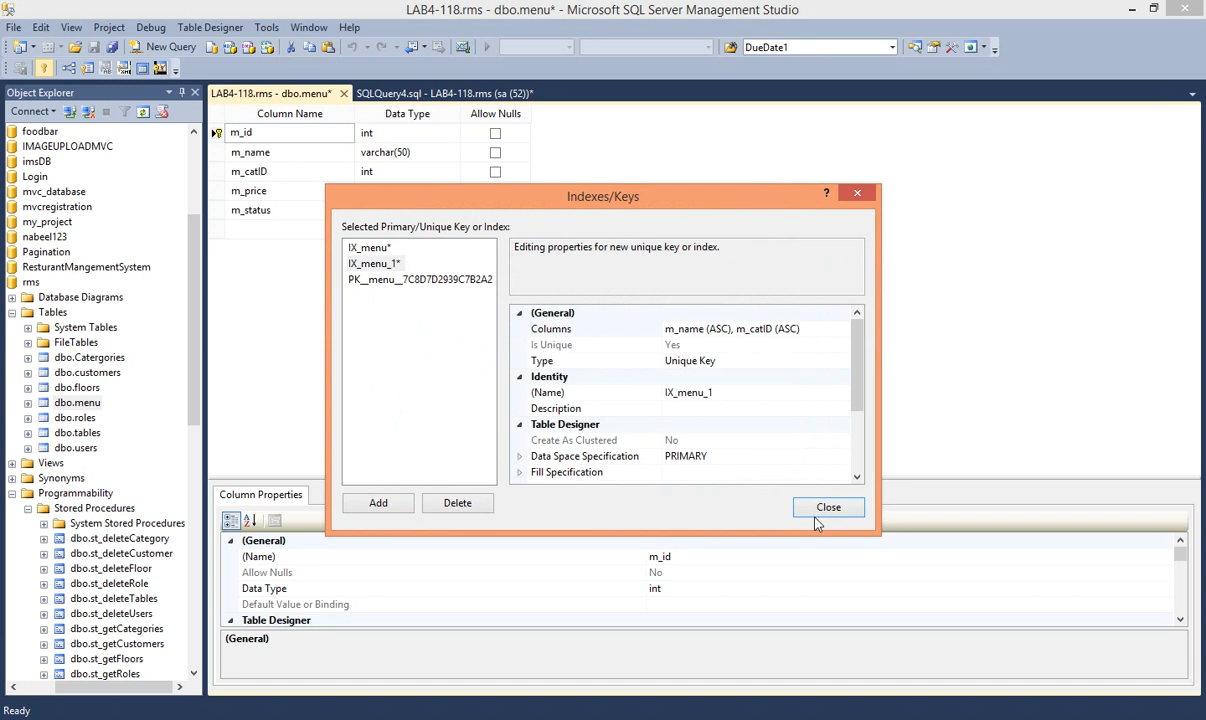 LAB4-118.rms - dbo.menu* - Microsoft SQL Server Management Studio
File Edit View Project Debug Table Designer Tools Window Help
New Query DueDate1
Object Explorer
Connect
foodbar
IMAGEUPLOADMVC
imsDB
Login
mvc_database
mvcregistration
my_project
nabeel123
Pagination
ResturantMangementSystem
rms
Database Diagrams
Tables
System Tables
FileTables
dbo.Catergories
dbo.customers
dbo.floors
dbo.menu
dbo.roles
dbo.tables
dbo.users
Views
Synonyms
Programmability
Stored Procedures
System Stored Procedures
dbo.st_deleteCategory
dbo.st_deleteCustomer
dbo.st_deleteFloor
dbo.st_deleteRole
dbo.st_deleteTables
dbo.st_deleteUsers
dbo.st_getCategories
dbo.st_getCustomers
dbo.st_getFloors
dbo.st_getRoles
LAB4-118.rms - dbo.menu* SQLQuery4.sql - LAB4-118.rms (sa (52))*
Column Name Data Type Allow Nulls
m_id int
m_name varchar(50)
m_catID int
m_price
m_status
Indexes/Keys ?
Selected Primary/Unique Key or Index:
IX_menu*
IX_menu_1*
PK__menu__7C8D7D2939C7B2A2
Add Delete
Editing properties for new unique key or index.
(General)
Columns m_name (ASC), m_catID (ASC)
Is Unique Yes
Type Unique Key
Identity
(Name) IX_menu_1
Description
Table Designer
Create As Clustered No
Data Space Specification PRIMARY
Fill Specification
Close
Column Properties
(General)
(Name) m_id
Allow Nulls No
Data Type int
Default Value or Binding
Table Designer
(General)
Ready